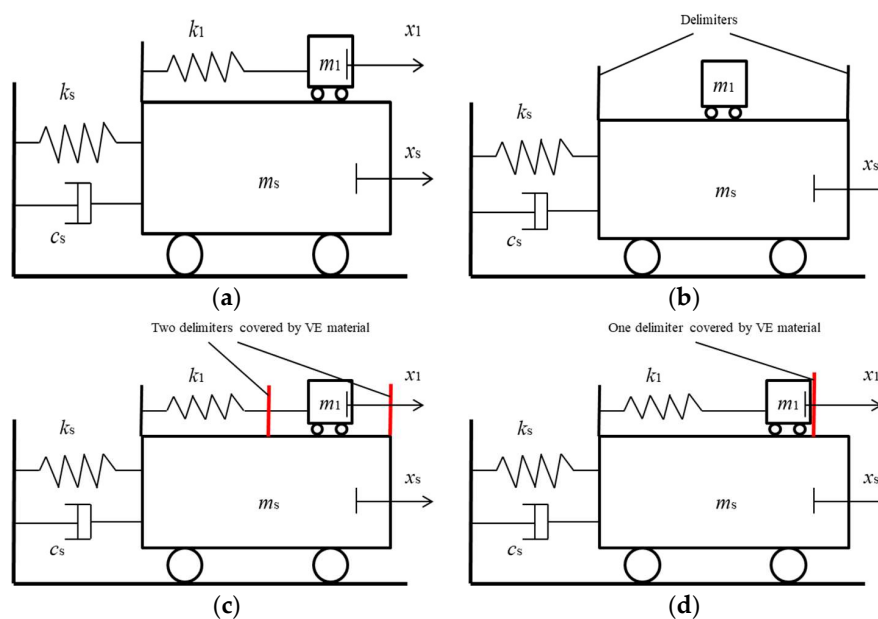 k1
m1
x1
ks
ms
xs
cs
(a)
Delimiters
m1
ks
ms
xs
cs
(b)
Two delimiters covered by VE material
k1
m1
x1
ks
ms
xs
cs
(c)
One delimiter covered by VE material
k1
m1
x1
ks
ms
xs
cs
(d)